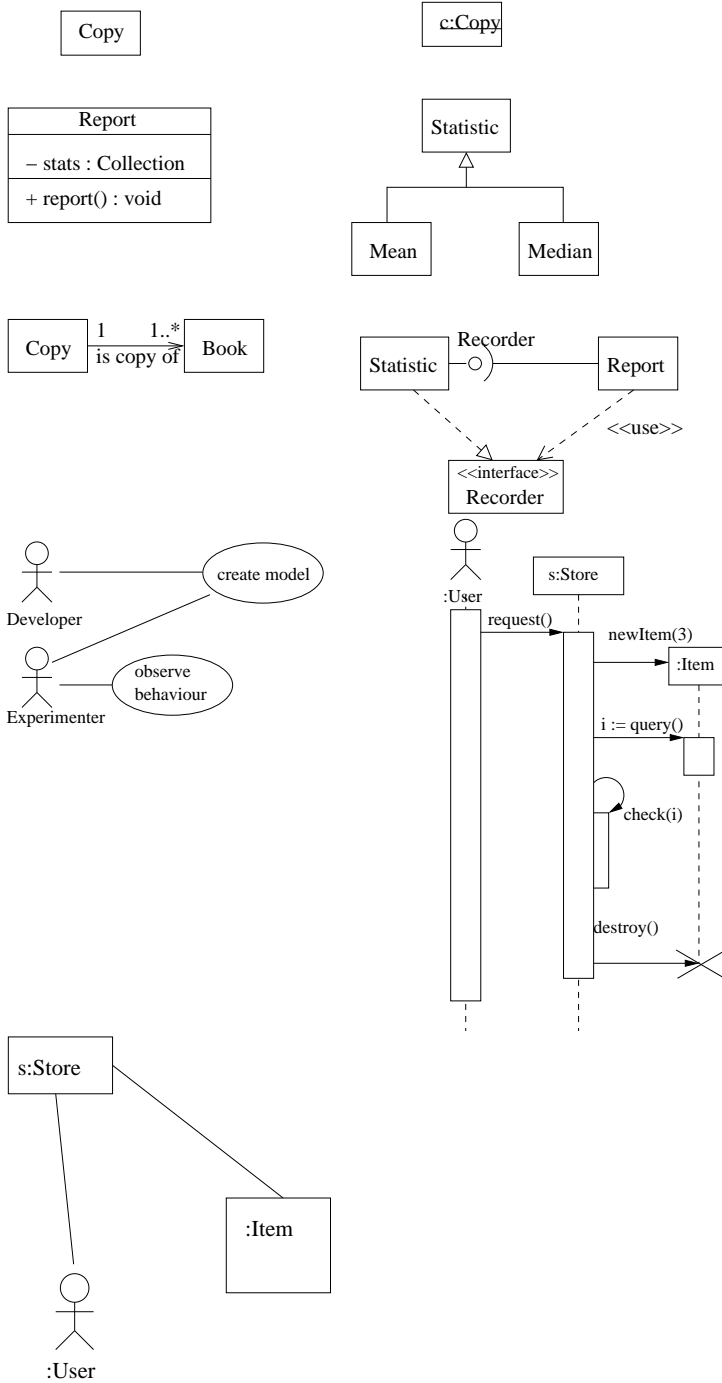 Copy
c:Copy
Report
– stats : Collection
+ report() : void
Statistic
Mean
Median
Copy
1
1..*
is copy of
Book
Recorder
Statistic
Report
<<use>>
<<interface>>
Recorder
Developer
create model
Experimenter
observe
behaviour
:User
s:Store
request()
newItem(3)
:Item
i := query()
check(i)
destroy()
s:Store
:Item
:User